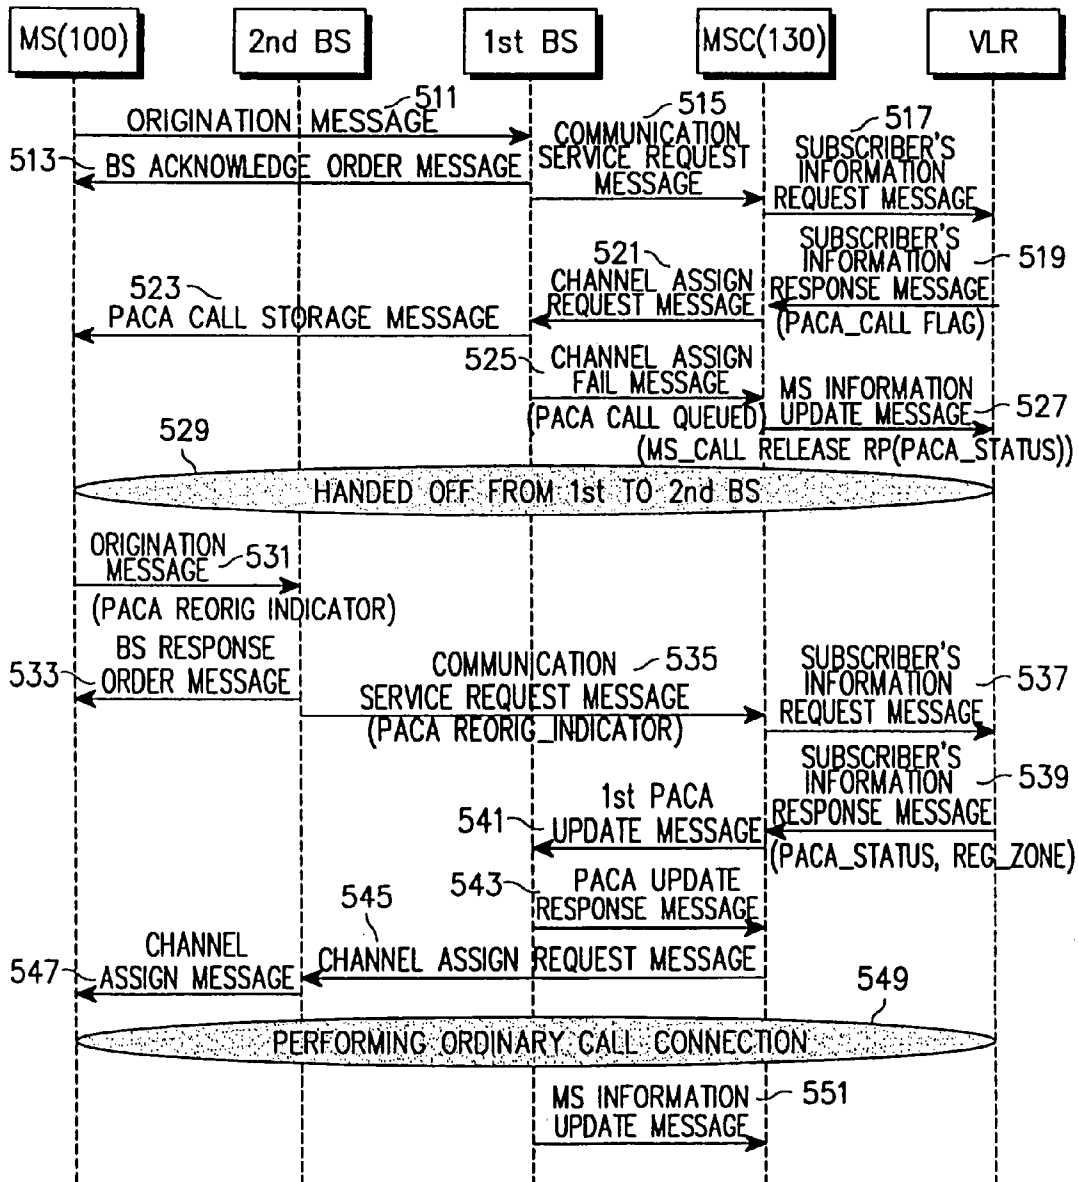 MS(100)
2nd BS
1st BS
MSC(130)
VLR
511
ORIGINATION MESSAGE
513
BS ACKNOWLEDGE ORDER MESSAGE
515
COMMUNICATION
SERVICE REQUEST
MESSAGE
517
SUBSCRIBER'S
INFORMATION
REQUEST MESSAGE
SUBSCRIBER'S
INFORMATION
RESPONSE MESSAGE
519
(PACA_CALL FLAG)
521
CHANNEL ASSIGN
REQUEST MESSAGE
523
PACA CALL STORAGE MESSAGE
525
CHANNEL ASSIGN
FAIL MESSAGE
(PACA CALL QUEUED)
MS INFORMATION
UPDATE MESSAGE
527
(MS_CALL RELEASE RP(PACA_STATUS))
529
HANDED OFF FROM 1st TO 2nd BS
ORIGINATION
MESSAGE
531
(PACA REORIG INDICATOR)
BS RESPONSE
ORDER MESSAGE
533
COMMUNICATION
SERVICE REQUEST MESSAGE
535
(PACA REORIG_INDICATOR)
SUBSCRIBER'S
INFORMATION
REQUEST MESSAGE
537
SUBSCRIBER'S
INFORMATION
RESPONSE MESSAGE
539
(PACA_STATUS, REG_ZONE)
1st PACA
UPDATE MESSAGE
541
543
PACA UPDATE
RESPONSE MESSAGE
545
CHANNEL ASSIGN REQUEST MESSAGE
CHANNEL
ASSIGN MESSAGE
547
549
PERFORMING ORDINARY CALL CONNECTION
MS INFORMATION
UPDATE MESSAGE
551